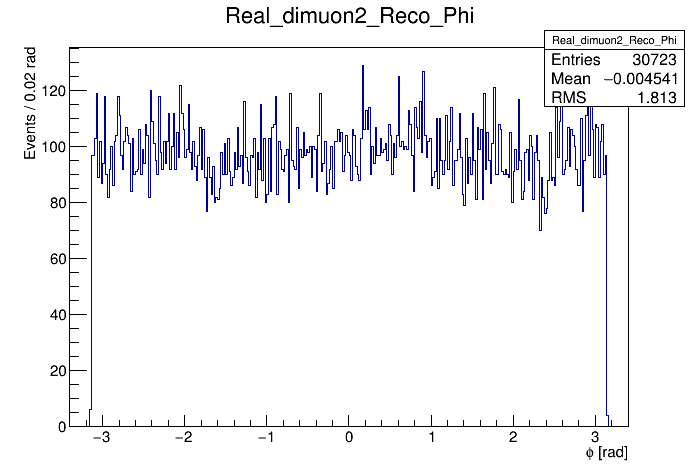 Real_dimuon2_Reco_Phi
Real_dimuon2_Reco_Phi
Entries 30723
Mean −0.004541
RMS 1.813
Events / 0.02 rad
120
100
80
60
40
20
0
−3 −2 −1 0 1 2 3
ϕ [rad]